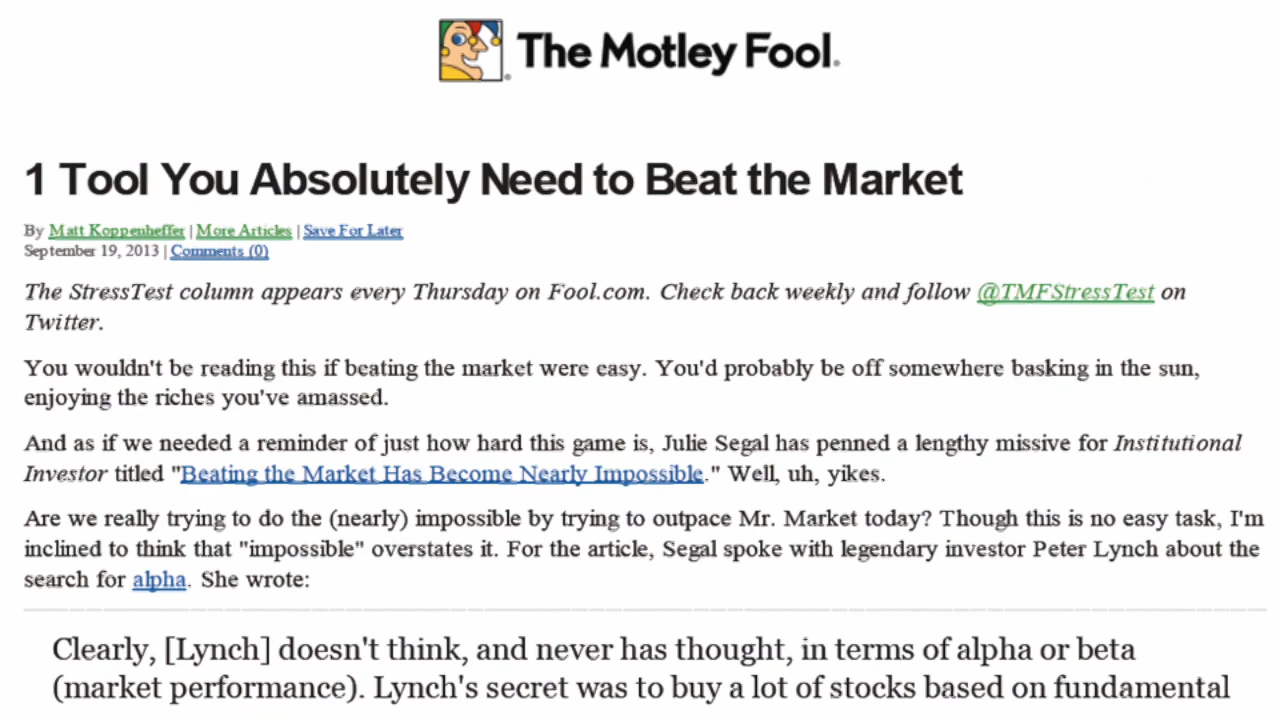 The Motley Fool.
1 Tool You Absolutely Need to Beat the Market
By Matt Koppenheffer | More Articles | Save For Later
September 19, 2013 | Comments (0)
The StressTest column appears every Thursday on Fool.com. Check back weekly and follow @TMFStressTest on
Twitter.
You wouldn't be reading this if beating the market were easy. You'd probably be off somewhere basking in the sun,
enjoying the riches you've amassed.
And as if we needed a reminder of just how hard this game is, Julie Segal has penned a lengthy missive for Institutional
Investor titled "Beating the Market Has Become Nearly Impossible." Well, uh, yikes.
Are we really trying to do the (nearly) impossible by trying to outpace Mr. Market today? Though this is no easy task, I'm
inclined to think that "impossible" overstates it. For the article, Segal spoke with legendary investor Peter Lynch about the
search for alpha. She wrote:
Clearly, [Lynch] doesn't think, and never has thought, in terms of alpha or beta
(market performance). Lynch's secret was to buy a lot of stocks based on fundamental